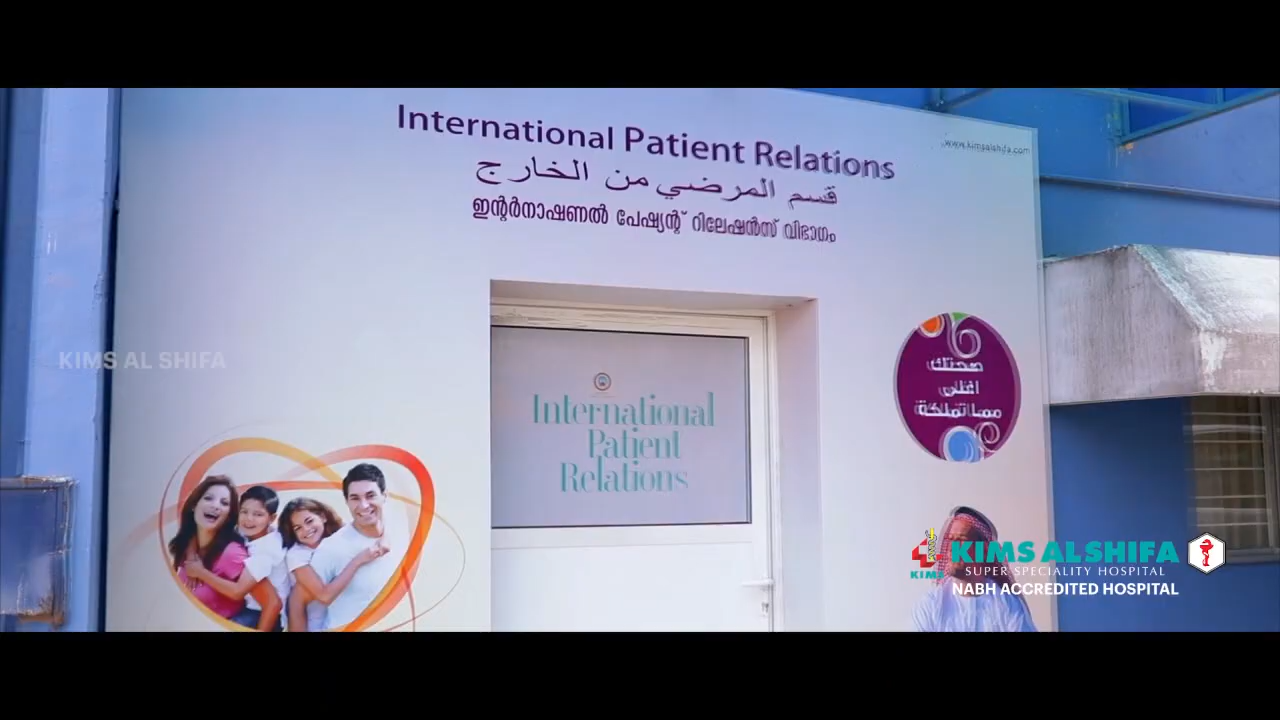 International Patient Relations
www.kimsalshifa.com
قسم المرضي من الخارج
ഇന്റർനാഷണൽ പേഷ്യന്റ് റിലേഷൻസ് വിഭാഗം
KIMS AL SHIFA
International
Patient
Relations
صحتك
اغلى
مما تملكة
KIMS AL SHIFA
KIMS
SUPER SPECIALITY HOSPITAL
NABH ACCREDITED HOSPITAL